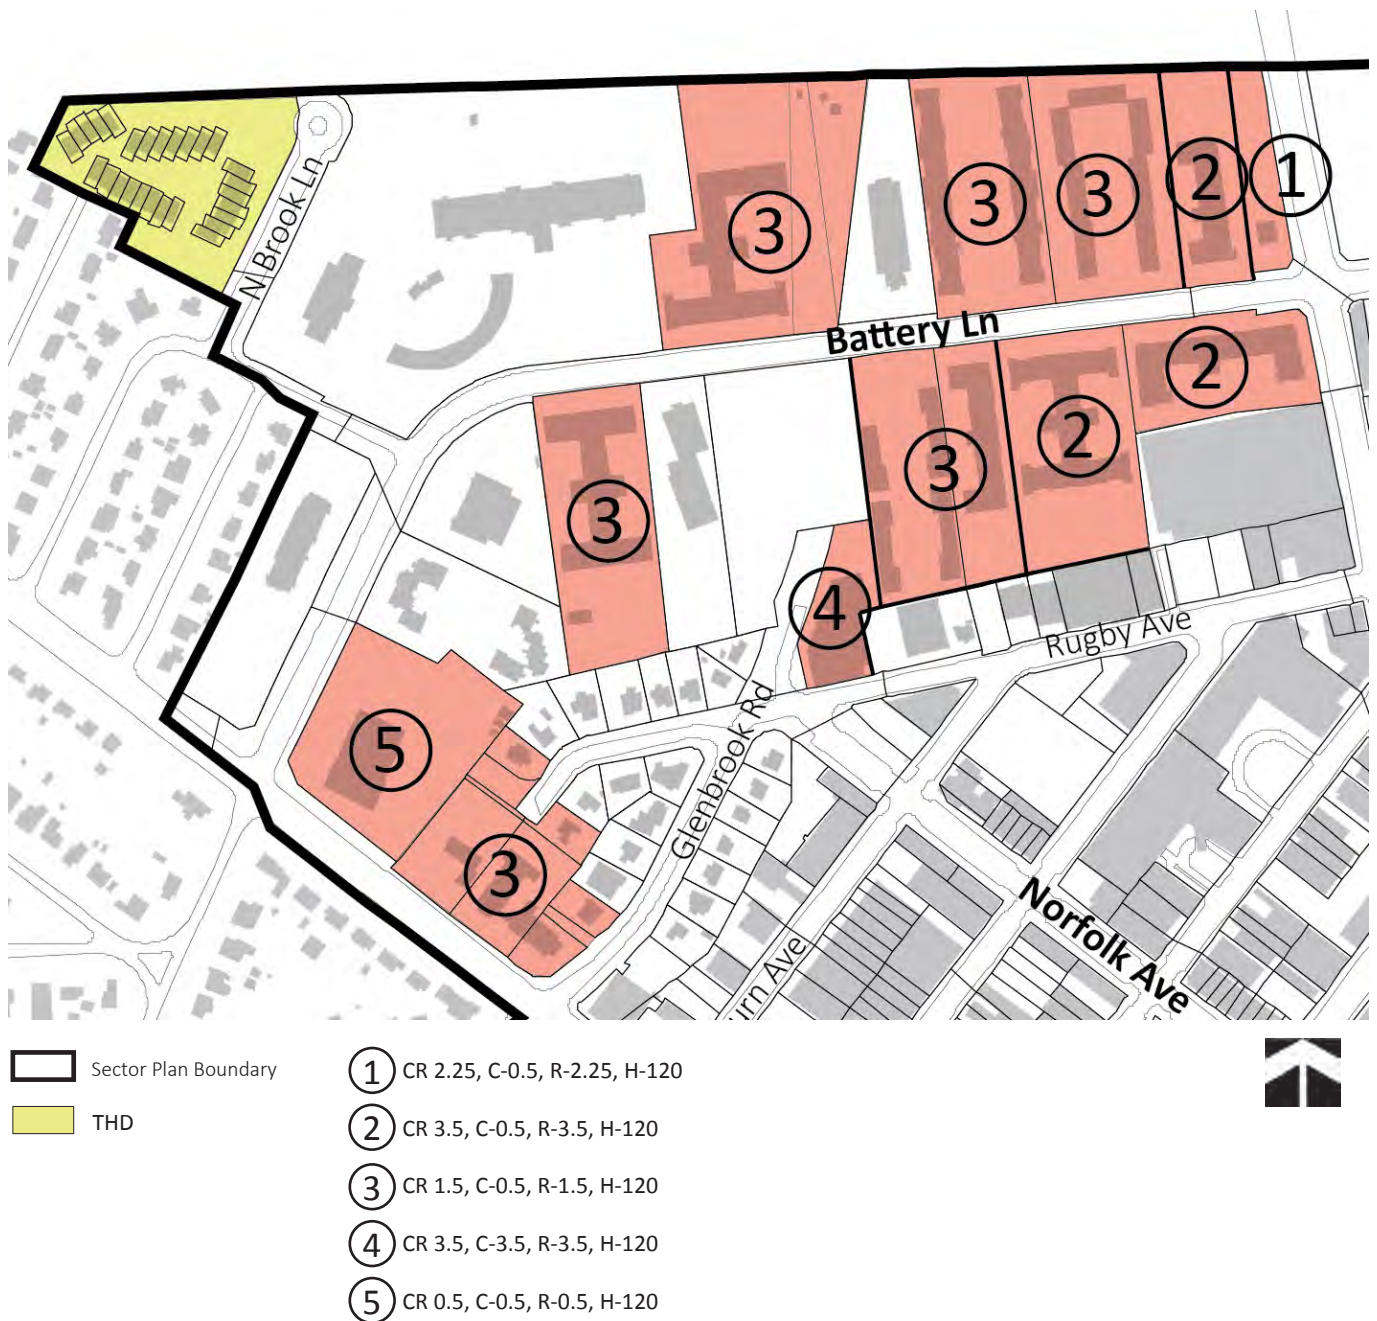 3
3
3
2
1
N Brook Ln
Battery Ln
2
2
3
3
4
Rugby Ave
Glenbrook Rd
5
3
Norfolk Ave
urn Ave
Sector Plan Boundary
THD
1 CR 2.25, C-0.5, R-2.25, H-120
2 CR 3.5, C-0.5, R-3.5, H-120
3 CR 1.5, C-0.5, R-1.5, H-120
4 CR 3.5, C-3.5, R-3.5, H-120
5 CR 0.5, C-0.5, R-0.5, H-120